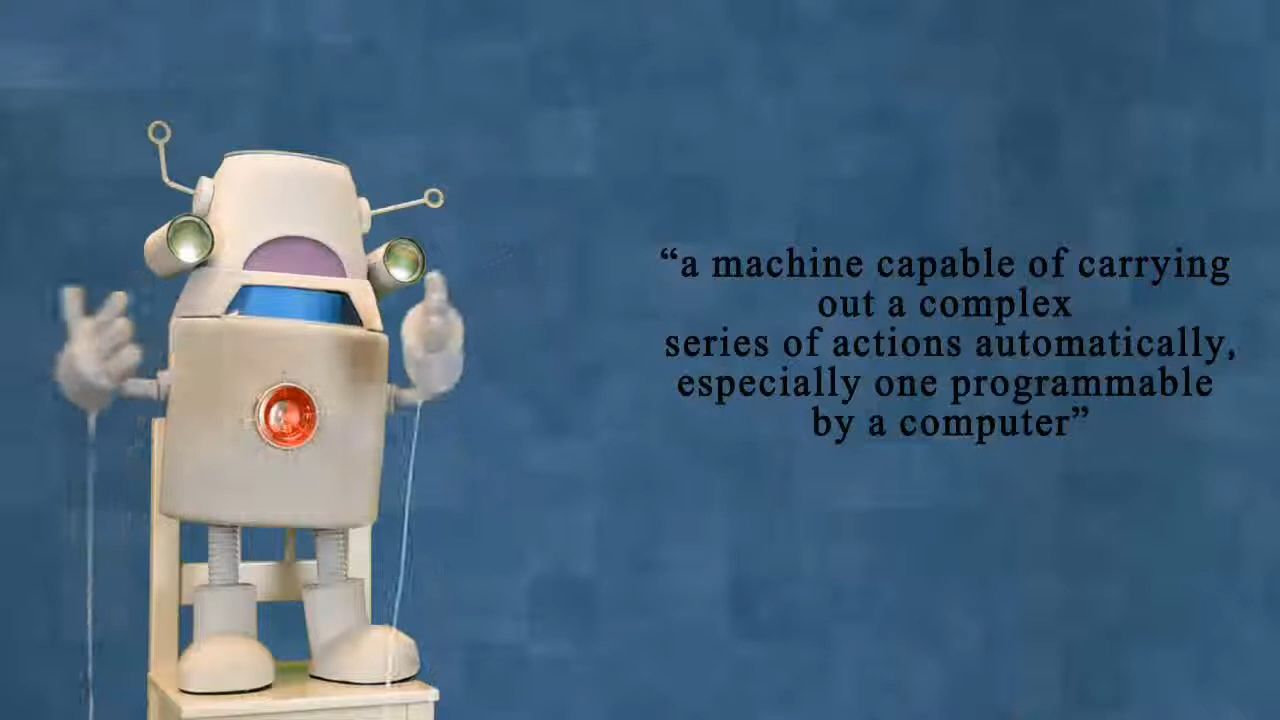 “a machine capable of carrying
out a complex
series of actions automatically,
especially one programmable
by a computer”